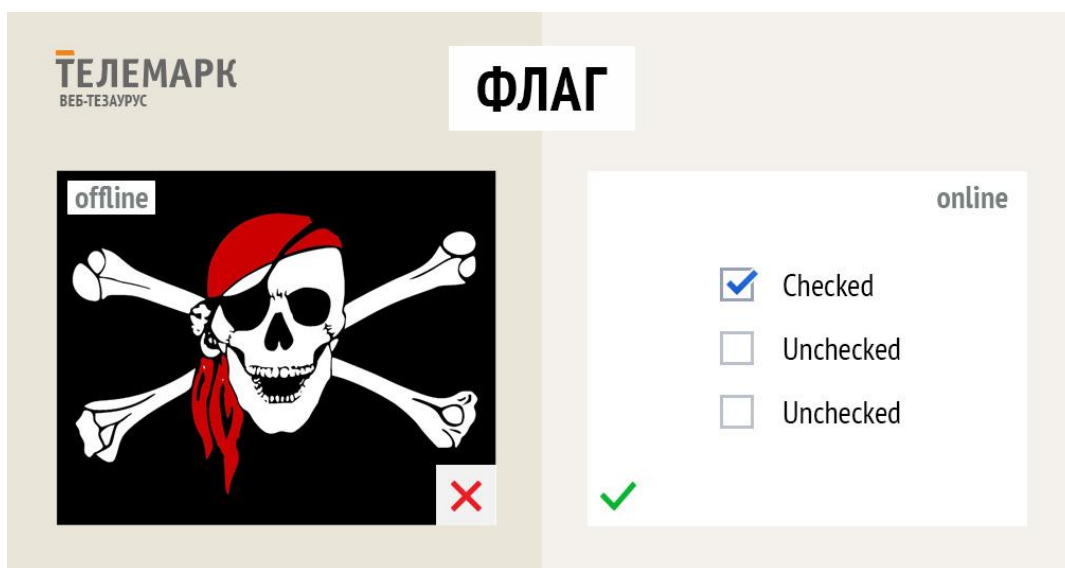 ТЕЛЕМАРК
ВЕБ-ТЕЗАУРУС
ФЛАГ
offline
online
Checked
Unchecked
Unchecked